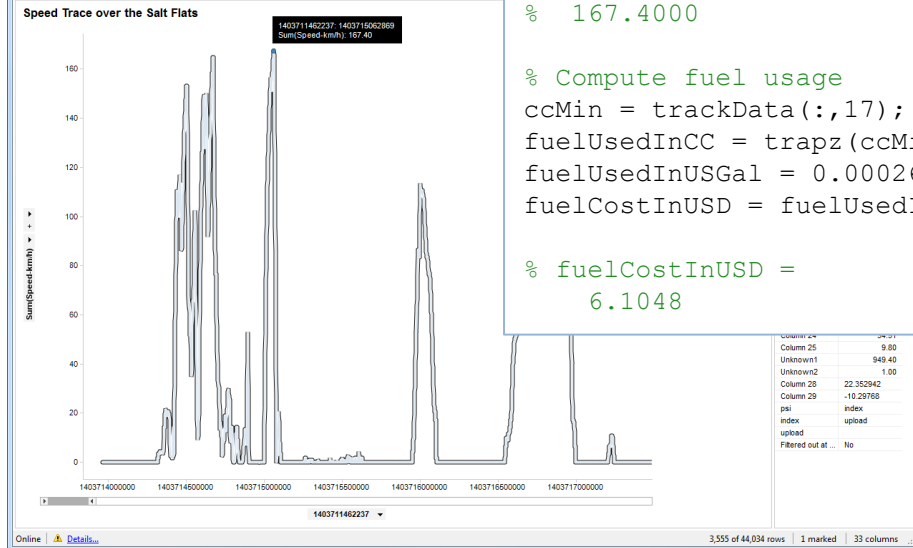 Speed Trace over the Salt Flats
1403711462237: 1403715062869
Sum(Speed-km/h): 167.40
160
140
120
100
80
60
40
20
0
Sum(Speed-km/h)
+
1403714000000 1403714500000 1403715000000 1403715500000 1403716000000 1403716500000 1403717000000
1403711462237
% 167.4000
% Compute fuel usage
ccMin = trackData(:,17);
fuelUsedInCC = trapz(ccMi
fuelUsedInUSGal = 0.00026
fuelCostInUSD = fuelUsedI
% fuelCostInUSD =
6.1048
Column 25 9.80
Unknown1 949.40
Unknown2 1.00
Column 28 22.352942
Column 29 -10.29768
psi index
index upload
upload
Filtered out at ... No
Online Details... 3,555 of 44,034 rows 1 marked 33 columns